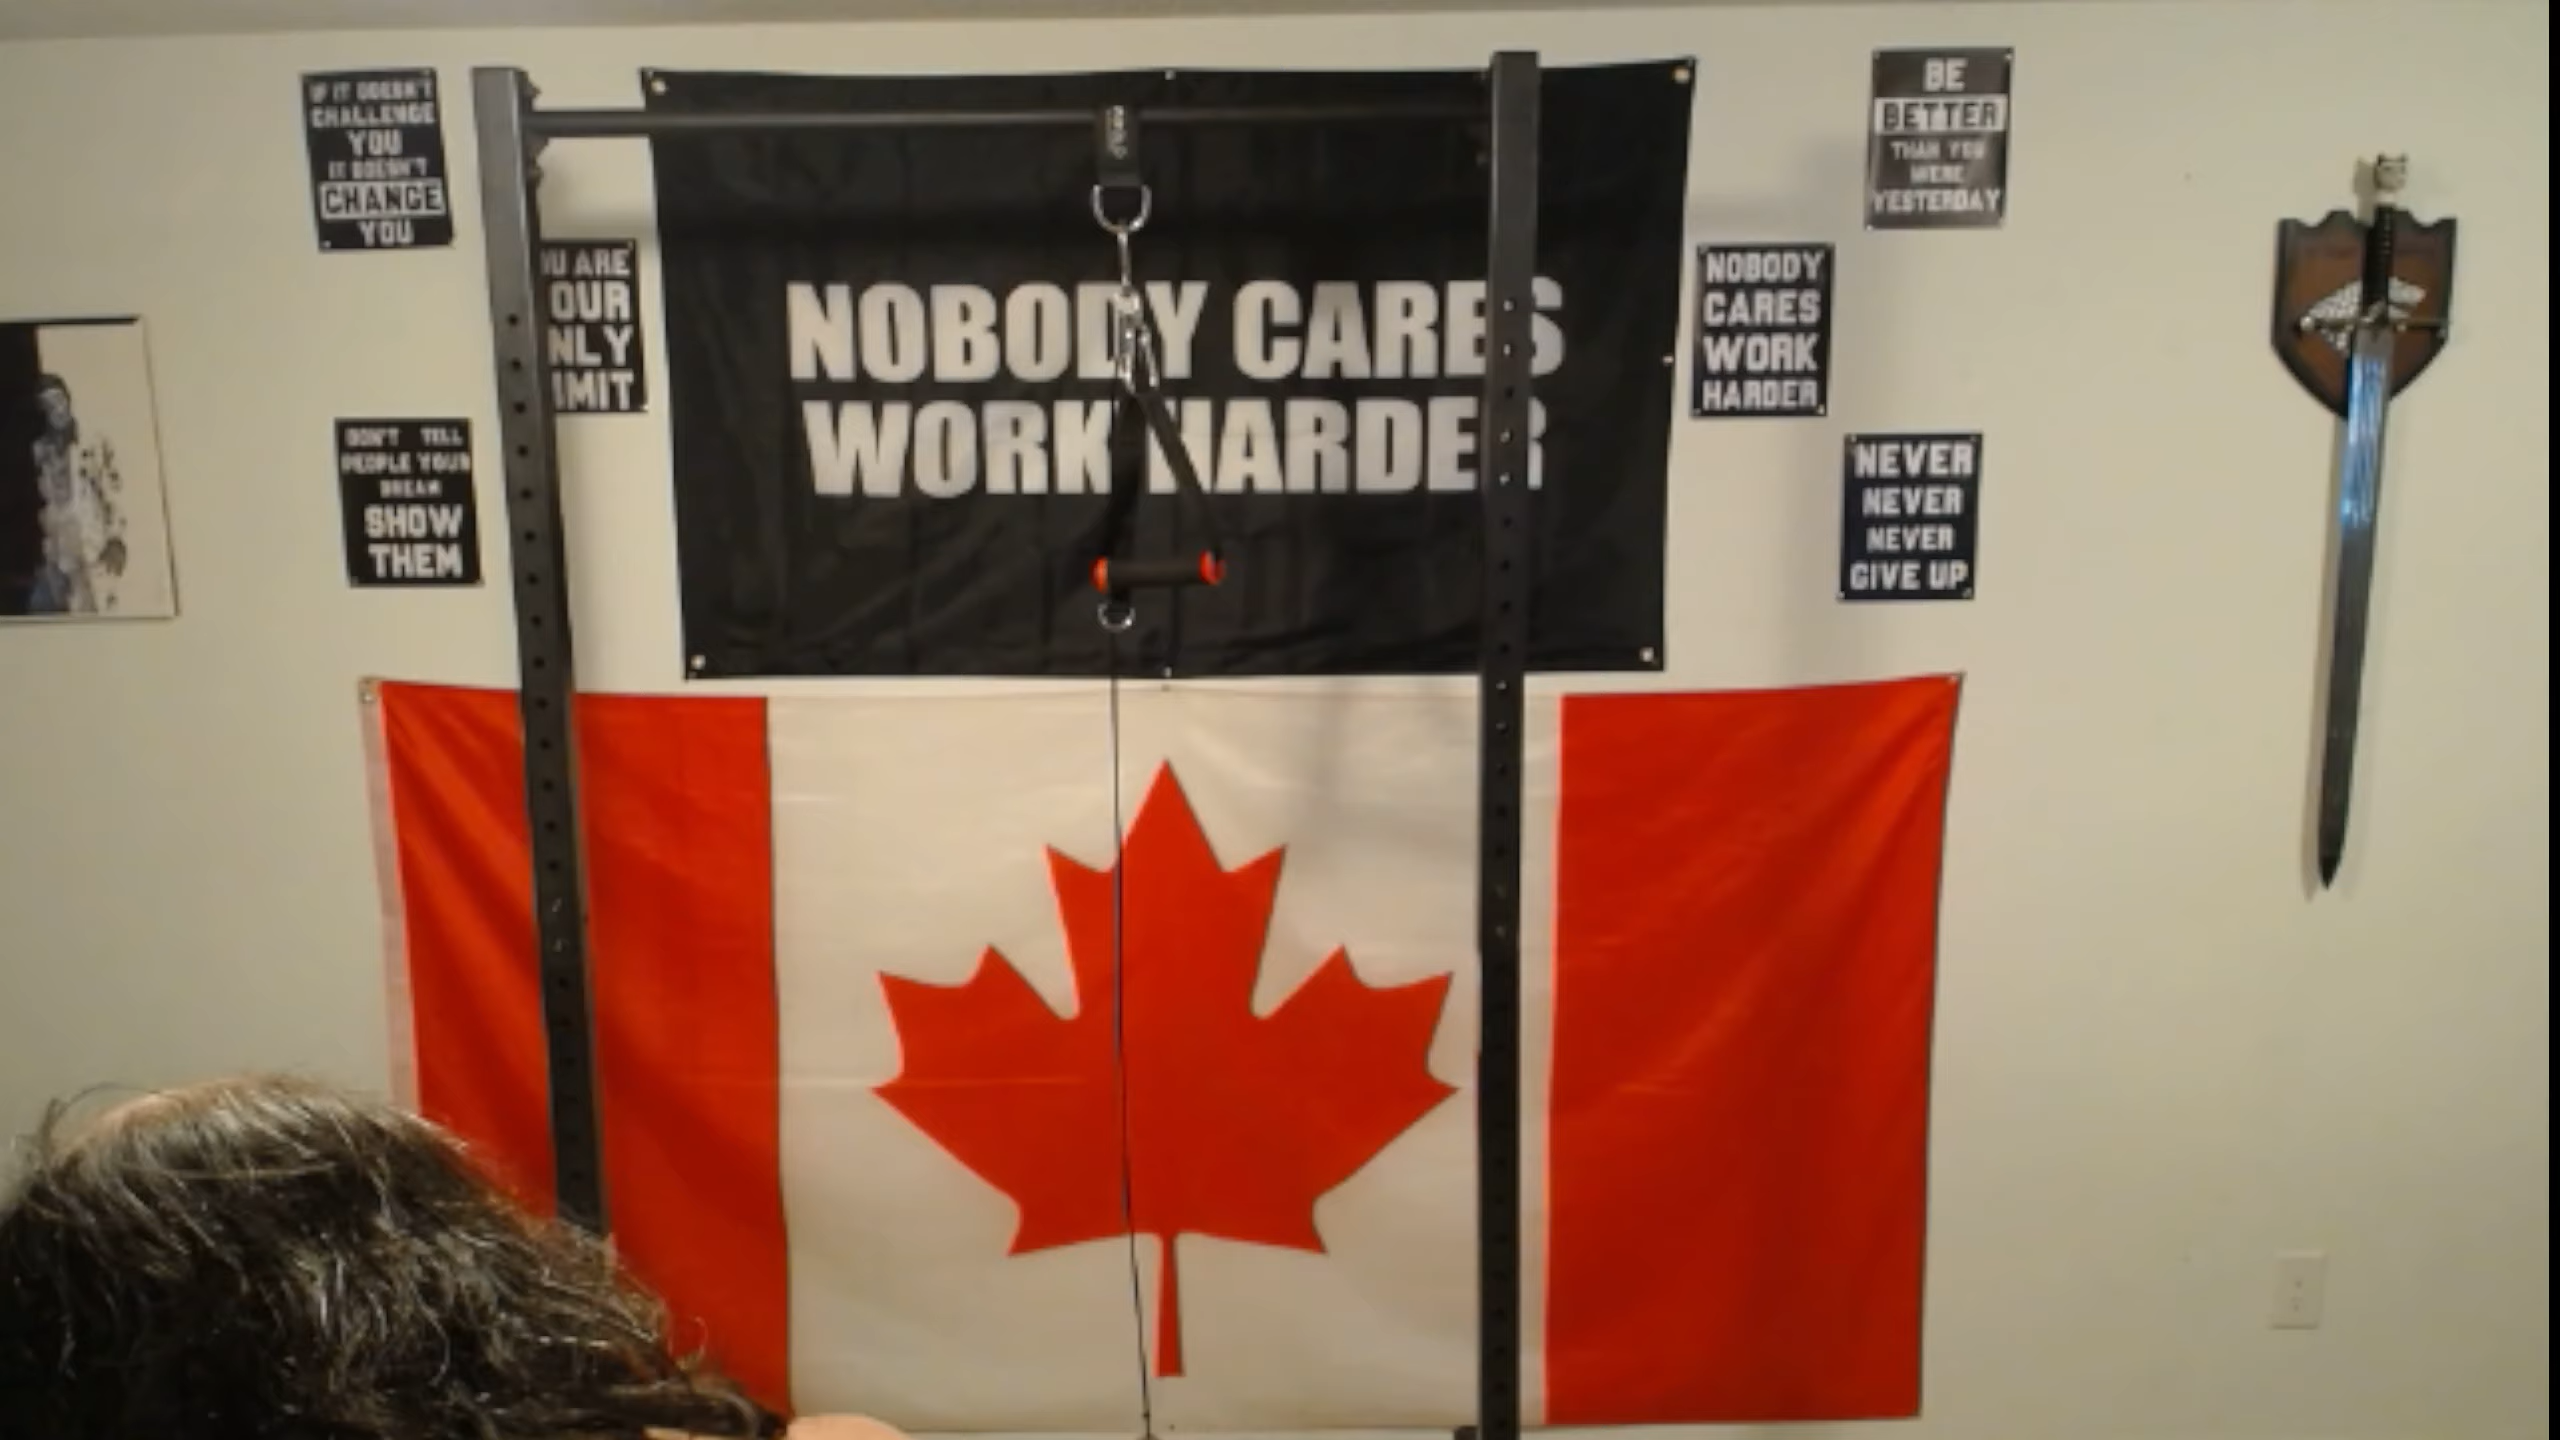 IF IT DOESN'T
CHALLENGE
YOU
IT DOESN'T
CHANGE
YOU
OU ARE
OUR
NLY
IMIT
DON'T TELL
PEOPLE YOUR
DREAM
SHOW
THEM
NOBODY CARES
WORK HARDER
NOBODY
CARES
WORK
HARDER
BE
BETTER
THAN YOU
WERE
YESTERDAY
NEVER
NEVER
NEVER
GIVE UP